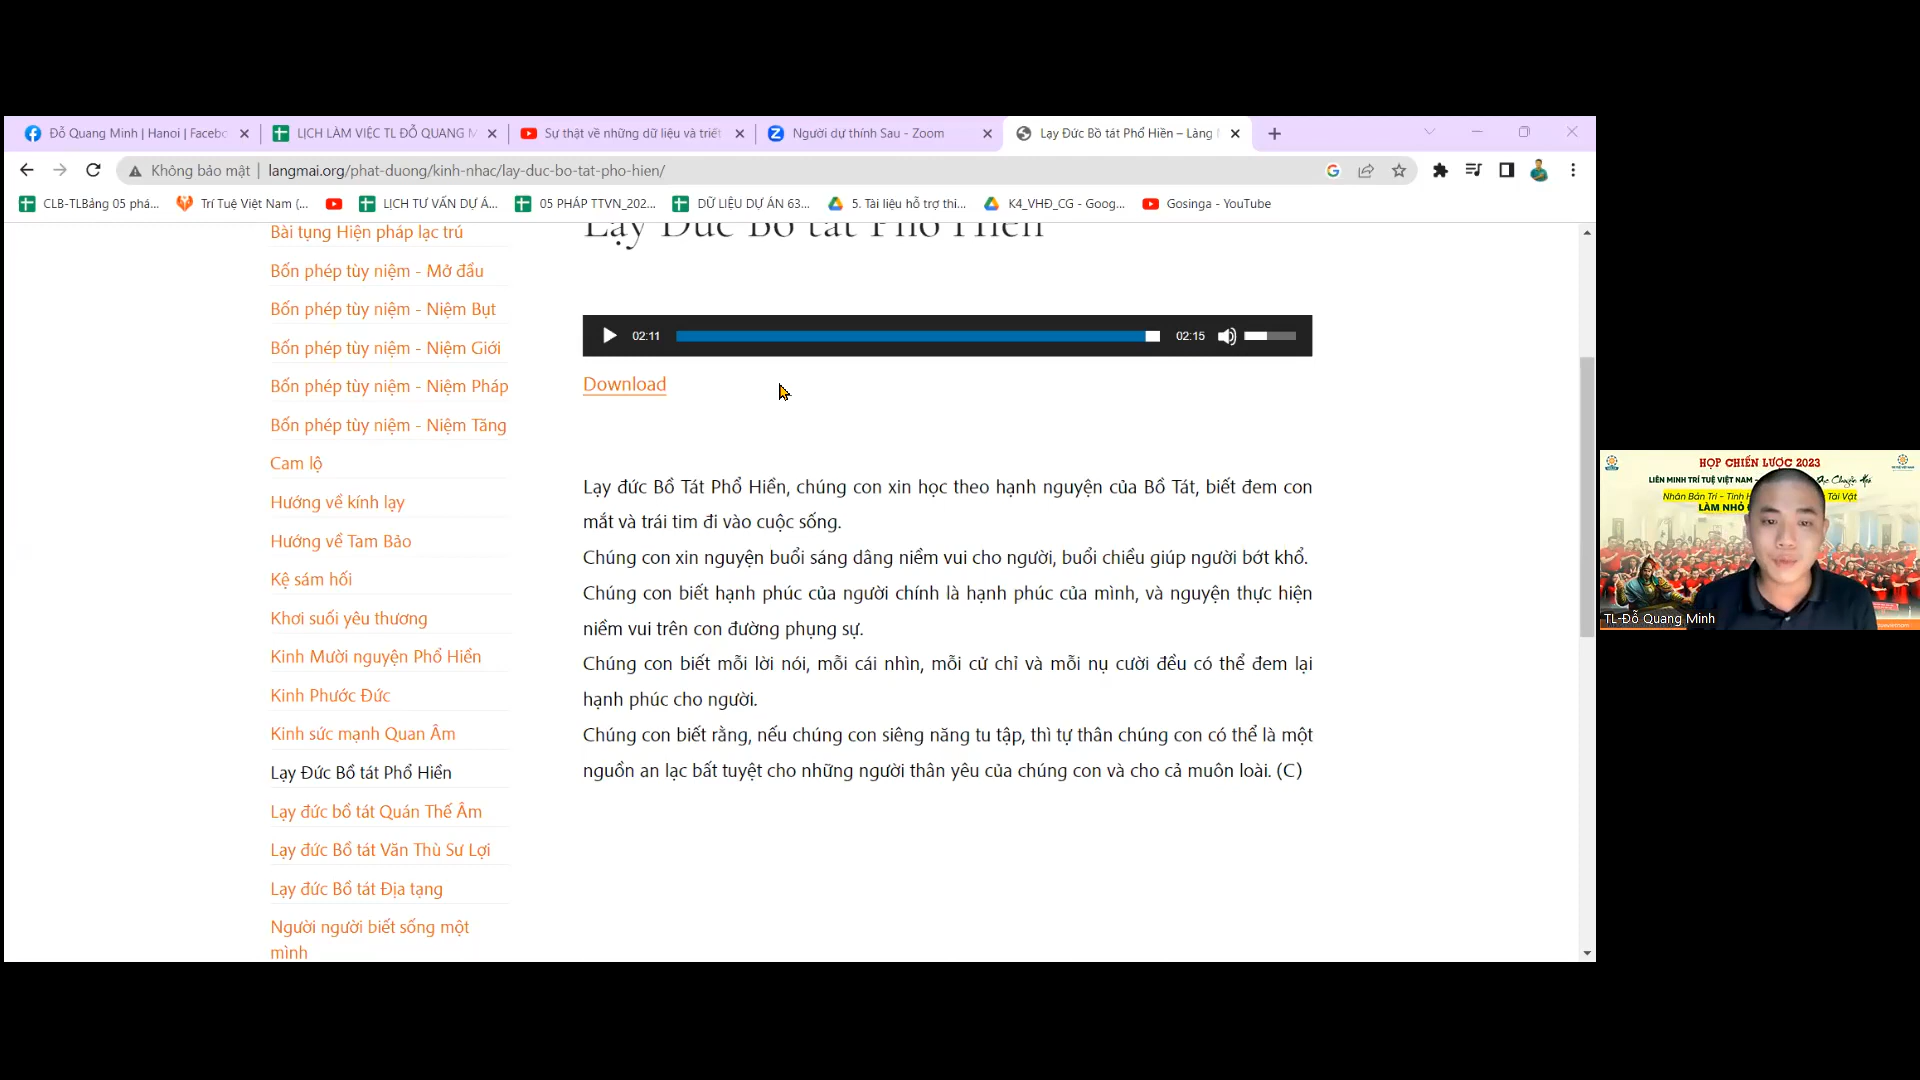 Đỗ Quang Minh | Hanoi | Facebo
LỊCH LÀM VIỆC TL ĐỖ QUANG M
Sự thật về những dữ liệu và triết
Người dự thính Sau - Zoom
Lạy Đức Bồ tát Phổ Hiền – Làng
Không bảo mật
langmai.org/phat-duong/kinh-nhac/lay-duc-bo-tat-pho-hien/
CLB-TLBảng 05 phá...
Trí Tuệ Việt Nam (...
LỊCH TƯ VẤN DỰ Á...
05 PHÁP TTVN_202...
DỮ LIỆU DỰ ÁN 63...
5. Tài liệu hỗ trợ thi...
K4_VHĐ_CG - Goog...
Gosinga - YouTube
Bài tụng Hiện pháp lạc trú
Bốn phép tùy niệm - Mở đầu
Bốn phép tùy niệm - Niệm Bụt
Bốn phép tùy niệm - Niệm Giới
Bốn phép tùy niệm - Niệm Pháp
Bốn phép tùy niệm - Niệm Tăng
Cam lộ
Hướng về kính lạy
Hướng về Tam Bảo
Kệ sám hối
Khơi suối yêu thương
Kinh Mười nguyện Phổ Hiền
Kinh Phước Đức
Kinh sức mạnh Quan Âm
Lạy Đức Bồ tát Phổ Hiền
Lạy đức bồ tát Quán Thế Âm
Lạy đức Bồ tát Văn Thù Sư Lợi
Lạy đức Bồ tát Địa tạng
Người người biết sống một
mình
Lạy Đức Bồ tát Phổ Hiền
02:11
02:15
Download
Lạy đức Bồ Tát Phổ Hiền, chúng con xin học theo hạnh nguyện của Bồ Tát, biết đem con
mắt và trái tim đi vào cuộc sống.
Chúng con xin nguyện buổi sáng dâng niềm vui cho người, buổi chiều giúp người bớt khổ.
Chúng con biết hạnh phúc của người chính là hạnh phúc của mình, và nguyện thực hiện
niềm vui trên con đường phụng sự.
Chúng con biết mỗi lời nói, mỗi cái nhìn, mỗi cử chỉ và mỗi nụ cười đều có thể đem lại
hạnh phúc cho người.
Chúng con biết rằng, nếu chúng con siêng năng tu tập, thì tự thân chúng con có thể là một
nguồn an lạc bất tuyệt cho những người thân yêu của chúng con và cho cả muôn loài. (C)
HỌP CHIẾN LƯỢC 2023
LIÊN MINH TRÍ TUỆ VIỆT NAM
Nhân Bản Trí - Tinh
Tài Vật
LÀM NHỎ
TL-Đỗ Quang Minh